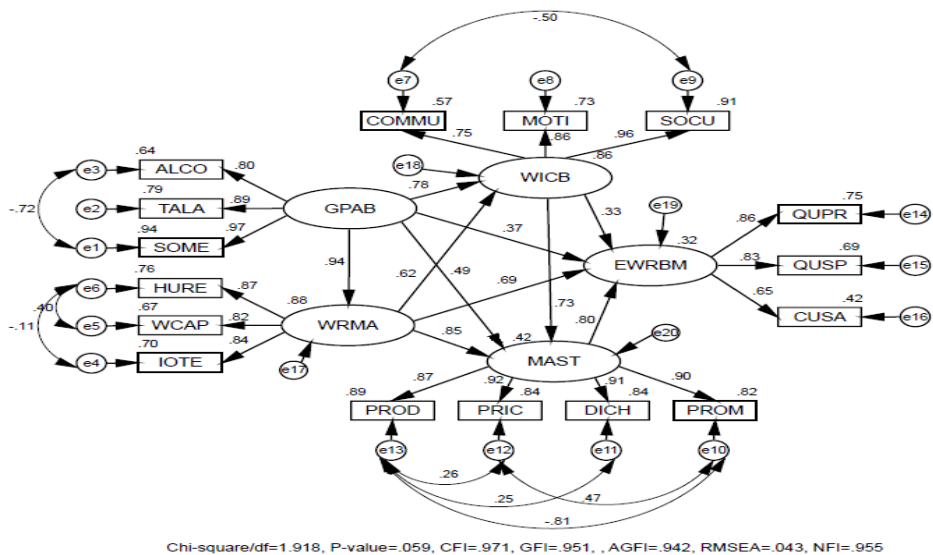 -.50
e7 e8 e9
.57 .73 .91
COMMU MOTI SOCU
.75 .86 .96
.86
.64 e18
e3 ALCO .80 WICB
.78
.79
-.72 e2 TALA .89 GPAB .33 e19 .75
.94 .97 .37 .86 QUPR e14
e1 SOME .32
.76 .94 .62 .49 EWRBM .83 .69
e6 HURE .87 .69 QUSP e15
.40 .67 .88 .73 .65
-.11 e5 WCAP .82 WRMA .80 .42
.70 .84 .85 .42 e20 CUSA e16
e4 IOTE e17 MAST
.87 .92 .91 .90
.89 .84 .84 .82
PROD PRIC DICH PROM
e13 e12 e11 e10
.26 .25 .47
-.81
Chi-square/df=1.918, P-value=.059, CFI=.971, GFI=.951, , AGFI=.942, RMSEA=.043, NFI=.955